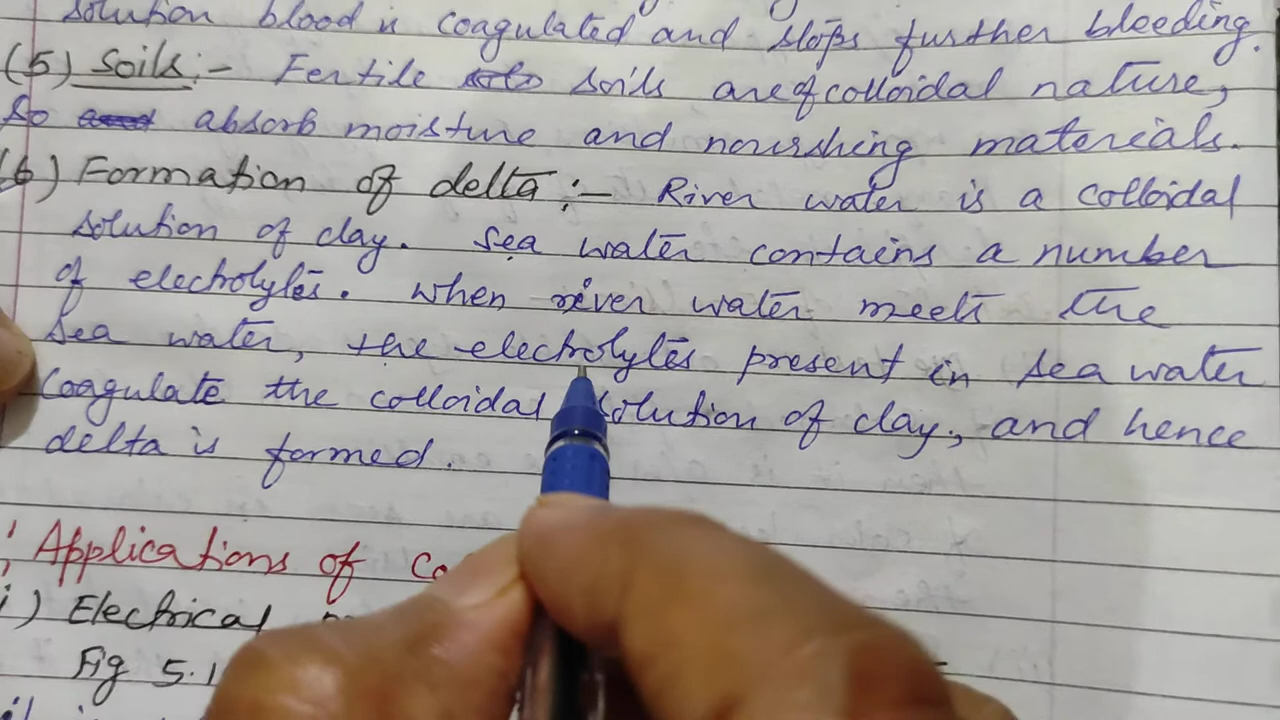 solution blood is coagulated and stops further bleeding.
(5) Soils:- Fertile soils are of colloidal nature,
So absorb moisture and nourshing materials.
(6) Formation of delta :- River water is a colloidal
solution of clay. Sea water contains a number
of electrolytes. When river water meets the
Sea water, the electrolytes present in sea water
Coagulate the colloidal solution of clay, and hence
delta is formed.
Applications of Co
i) Electrical
Fig 5.1